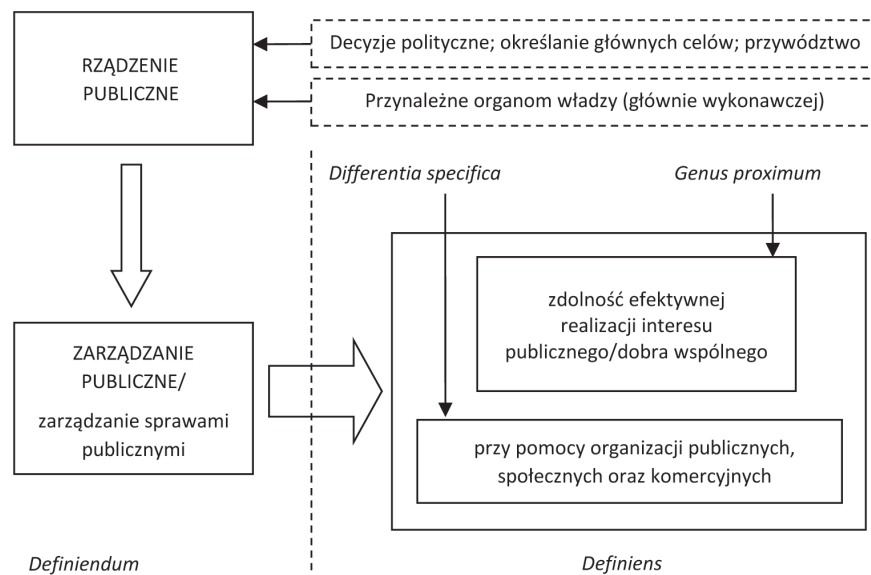 RZĄDZENIE
PUBLICZNE
Decyzje polityczne; określanie głównych celów; przywództwo
Przynależne organom władzy (głównie wykonawczej)
Differentia specifica
Genus proximum
zdolność efektywnej
realizacji interesu
publicznego/dobra wspólnego
ZARZĄDZANIE
PUBLICZNE/
zarządzanie sprawami
publicznymi
przy pomocy organizacji publicznych,
społecznych oraz komercyjnych
Definiendum
Definiens